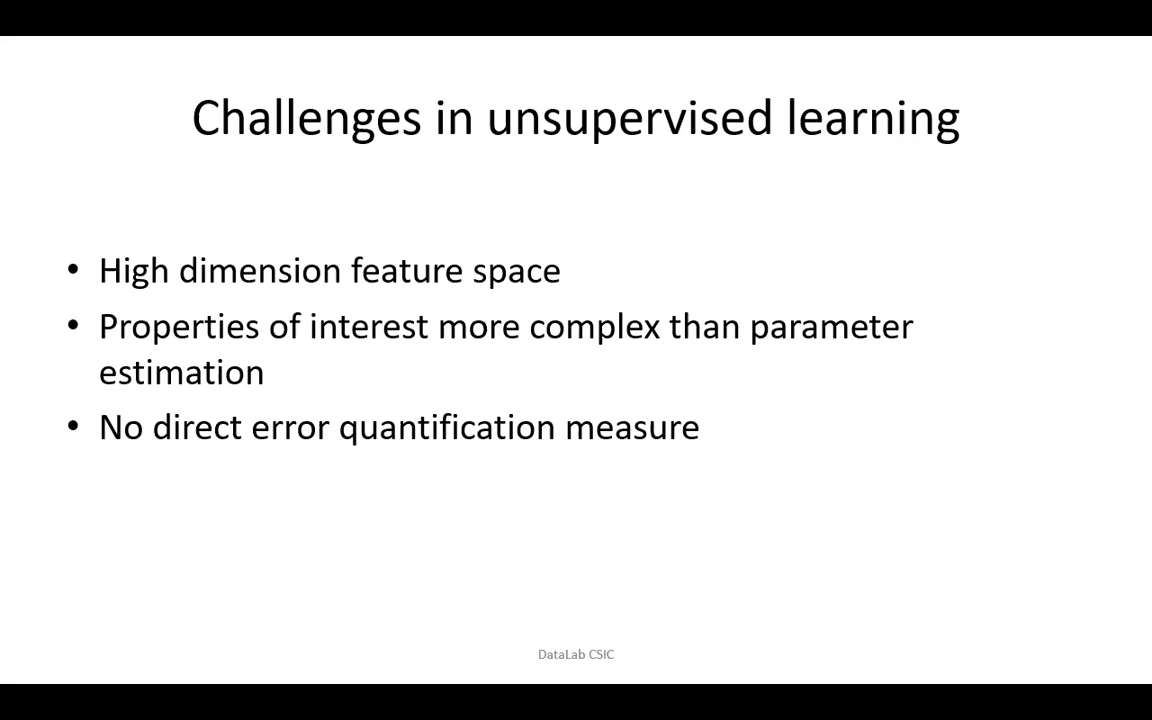 Challenges in unsupervised learning
• High dimension feature space
• Properties of interest more complex than parameter
estimation
• No direct error quantification measure
DataLab CSIC